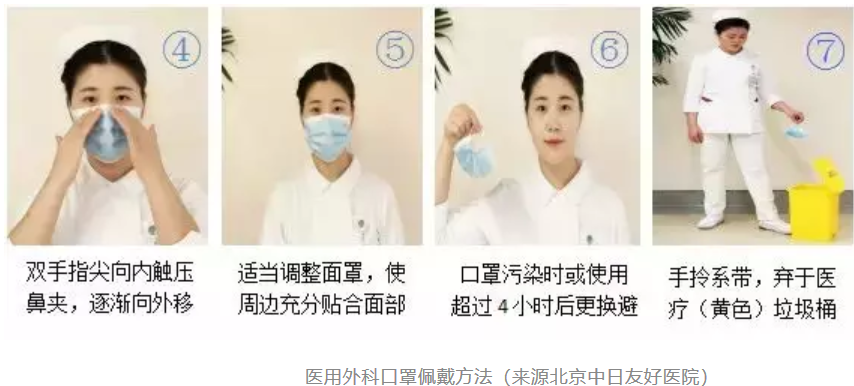 ④
⑤
⑥
⑦
双手指尖向内触压
鼻夹，逐渐向外移
适当调整面罩，使
周边充分贴合面部
口罩污染时或使用
超过 4 小时后更换避
手拎系带，弃于医
疗（黄色）垃圾桶
医用外科口罩佩戴方法（来源北京中日友好医院）